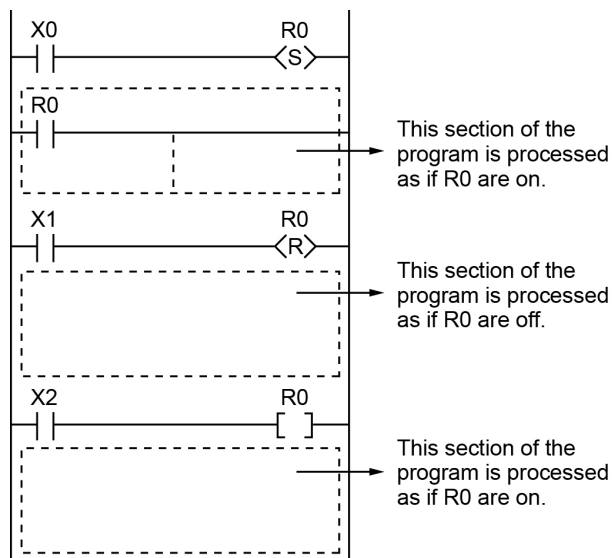 X0 R0
S
R0
This section of the
program is processed
as if R0 are on.
X1 R0
R
This section of the
program is processed
as if R0 are off.
X2 R0
This section of the
program is processed
as if R0 are on.